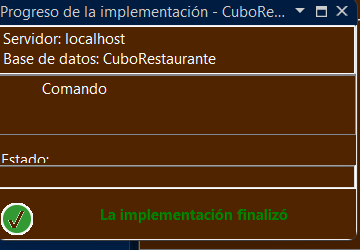 Progreso de la implementación - CuboRe...
Servidor: localhost
Base de datos: CuboRestaurante
Comando
Estado:
La implementación finalizó